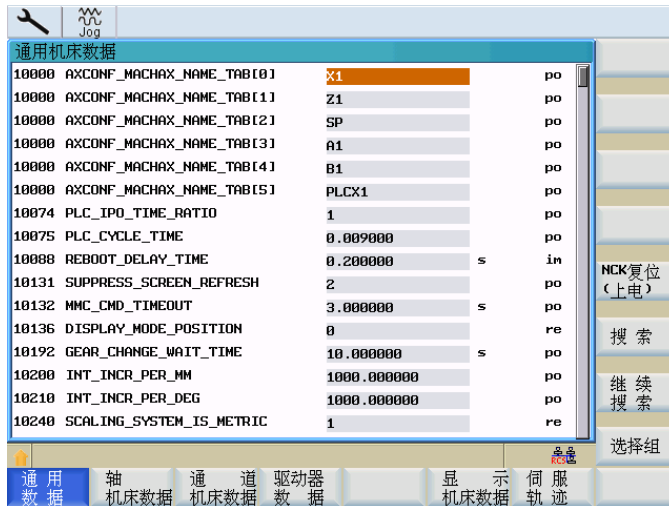 Jog
通用机床数据
10000 AXCONF_MACHAX_NAME_TAB[0] X1 po
10000 AXCONF_MACHAX_NAME_TAB[1] Z1 po
10000 AXCONF_MACHAX_NAME_TAB[2] SP po
10000 AXCONF_MACHAX_NAME_TAB[3] A1 po
10000 AXCONF_MACHAX_NAME_TAB[4] B1 po
10000 AXCONF_MACHAX_NAME_TAB[5] PLCX1 po
10074 PLC_IPO_TIME_RATIO 1 po
10075 PLC_CYCLE_TIME 0.009000 po
10088 REBOOT_DELAY_TIME 0.200000 s im
10131 SUPPRESS_SCREEN_REFRESH 2 po
10132 MMC_CMD_TIMEOUT 3.000000 s po
10136 DISPLAY_MODE_POSITION 0 re
10192 GEAR_CHANGE_WAIT_TIME 10.000000 s po
10200 INT_INCR_PER_MM 1000.000000 po
10210 INT_INCR_PER_DEG 1000.000000 po
10240 SCALING_SYSTEM_IS_METRIC 1 re
NCK复位
(上电)
搜 索
继 续
搜 索
选择组
RCS
通 用
数 据
轴
机床数据
通 道
机床数据
驱动器
数 据
显 示
机床数据
伺 服
轨 迹